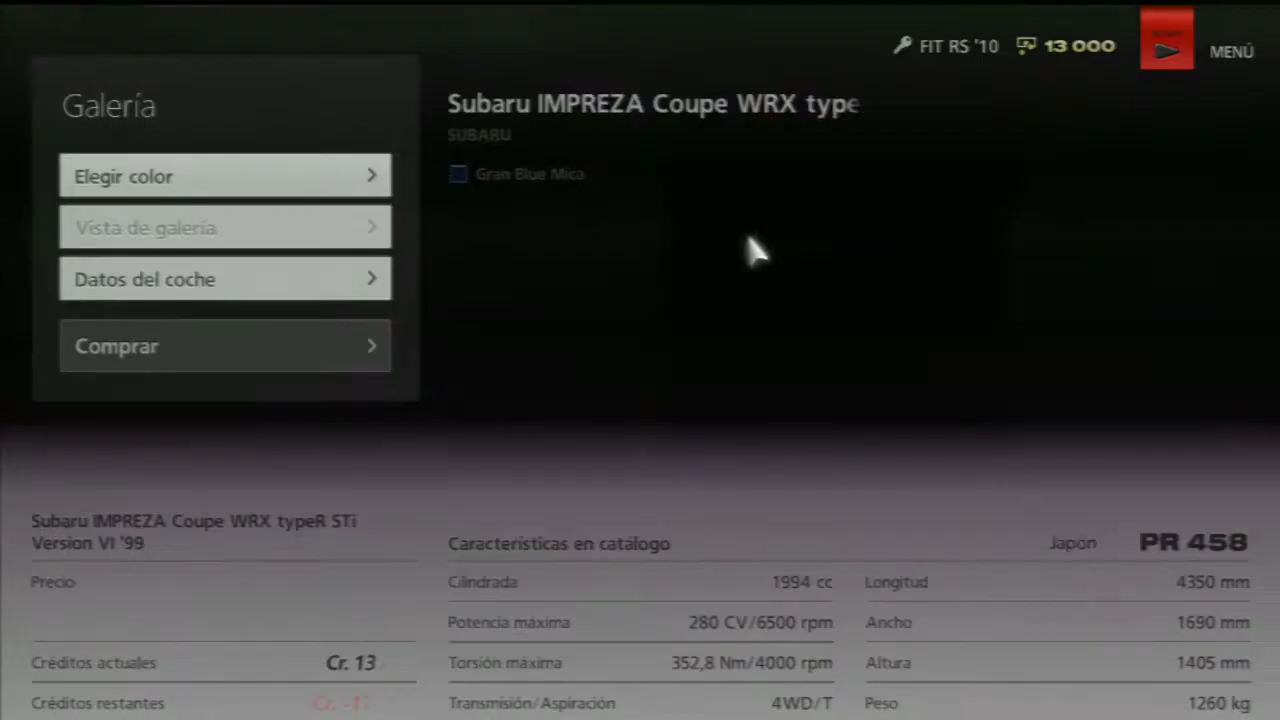 FIT RS '10
13 000
MENÚ
Galería
Elegir color
Vista de galería
Datos del coche
Comprar
Subaru IMPREZA Coupe WRX type
SUBARU
Gran Blue Mica
Subaru IMPREZA Coupe WRX typeR STi
Version VI '99
Precio
Créditos actuales Cr. 13
Créditos restantes
Características en catálogo
Japón PR 458
Cilindrada 1994 cc
Potencia máxima 280 CV/6500 rpm
Torsión máxima 352,8 Nm/4000 rpm
Transmisión/Aspiración 4WD/T
Longitud 4350 mm
Ancho 1690 mm
Altura 1405 mm
Peso 1260 kg